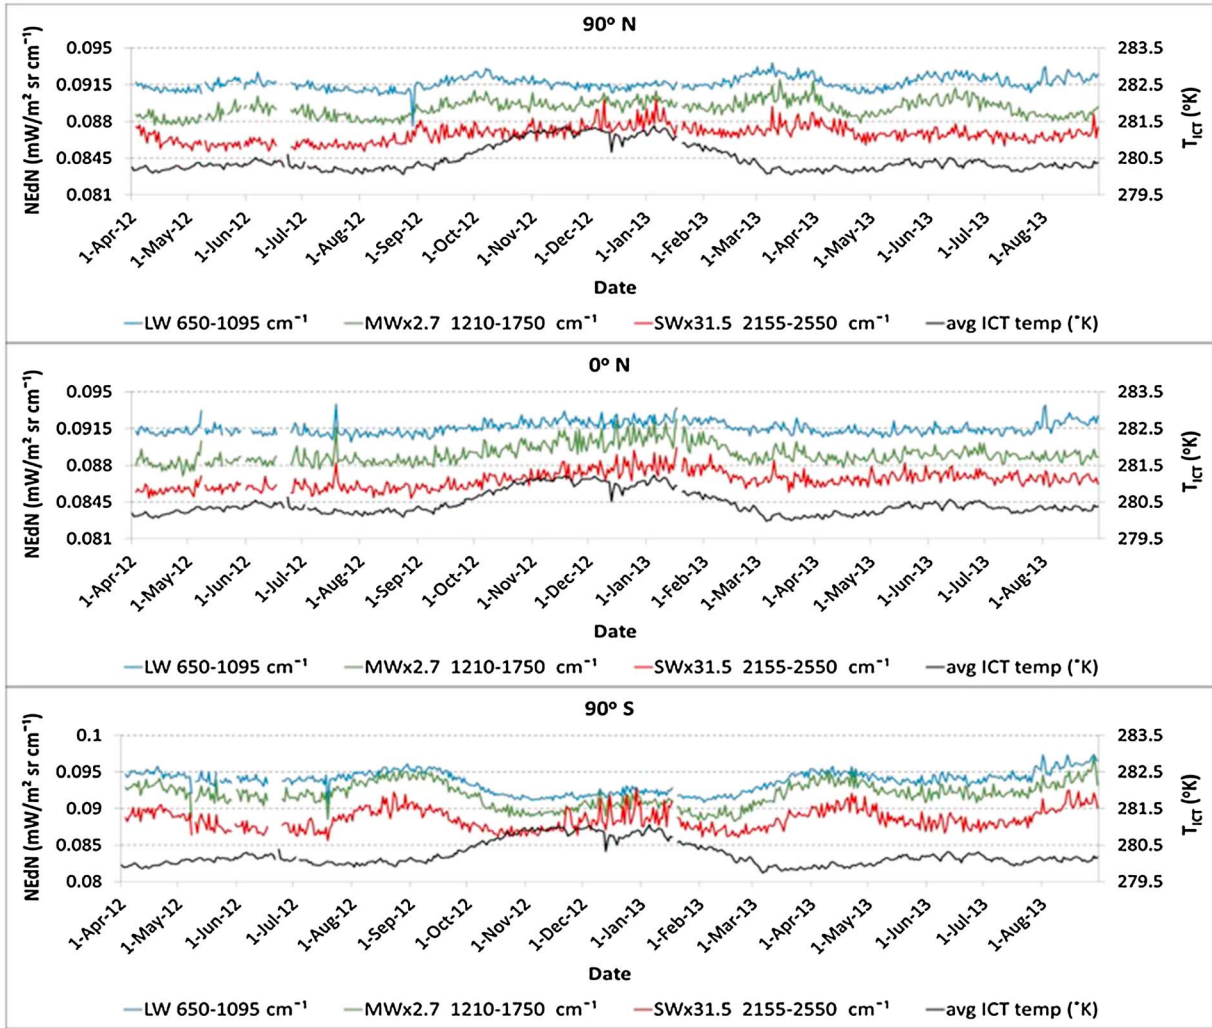 90° N
NEdN (mW/m² sr cm⁻¹)
0.095
0.0915
0.088
0.0845
0.081
283.5
282.5
281.5
280.5
279.5
T_ICT (°K)
1-Apr-12 1-May-12 1-Jun-12 1-Jul-12 1-Aug-12 1-Sep-12 1-Oct-12 1-Nov-12 1-Dec-12 1-Jan-13 1-Feb-13 1-Mar-13 1-Apr-13 1-May-13 1-Jun-13 1-Jul-13 1-Aug-13
Date
LW 650-1095 cm⁻¹ MWx2.7 1210-1750 cm⁻¹ SWx31.5 2155-2550 cm⁻¹ avg ICT temp (˚K)
0° N
NEdN (mW/m² sr cm⁻¹)
0.095
0.0915
0.088
0.0845
0.081
283.5
282.5
281.5
280.5
279.5
T_ICT (°K)
1-Apr-12 1-May-12 1-Jun-12 1-Jul-12 1-Aug-12 1-Sep-12 1-Oct-12 1-Nov-12 1-Dec-12 1-Jan-13 1-Feb-13 1-Mar-13 1-Apr-13 1-May-13 1-Jun-13 1-Jul-13 1-Aug-13
Date
LW 650-1095 cm⁻¹ MWx2.7 1210-1750 cm⁻¹ SWx31.5 2155-2550 cm⁻¹ avg ICT temp (˚K)
90° S
NEdN (mW/m² sr cm⁻¹)
0.1
0.095
0.09
0.085
0.08
283.5
282.5
281.5
280.5
279.5
T_ICT (°K)
1-Apr-12 1-May-12 1-Jun-12 1-Jul-12 1-Aug-12 1-Sep-12 1-Oct-12 1-Nov-12 1-Dec-12 1-Jan-13 1-Feb-13 1-Mar-13 1-Apr-13 1-May-13 1-Jun-13 1-Jul-13 1-Aug-13
Date
LW 650-1095 cm⁻¹ MWx2.7 1210-1750 cm⁻¹ SWx31.5 2155-2550 cm⁻¹ avg ICT temp (˚K)